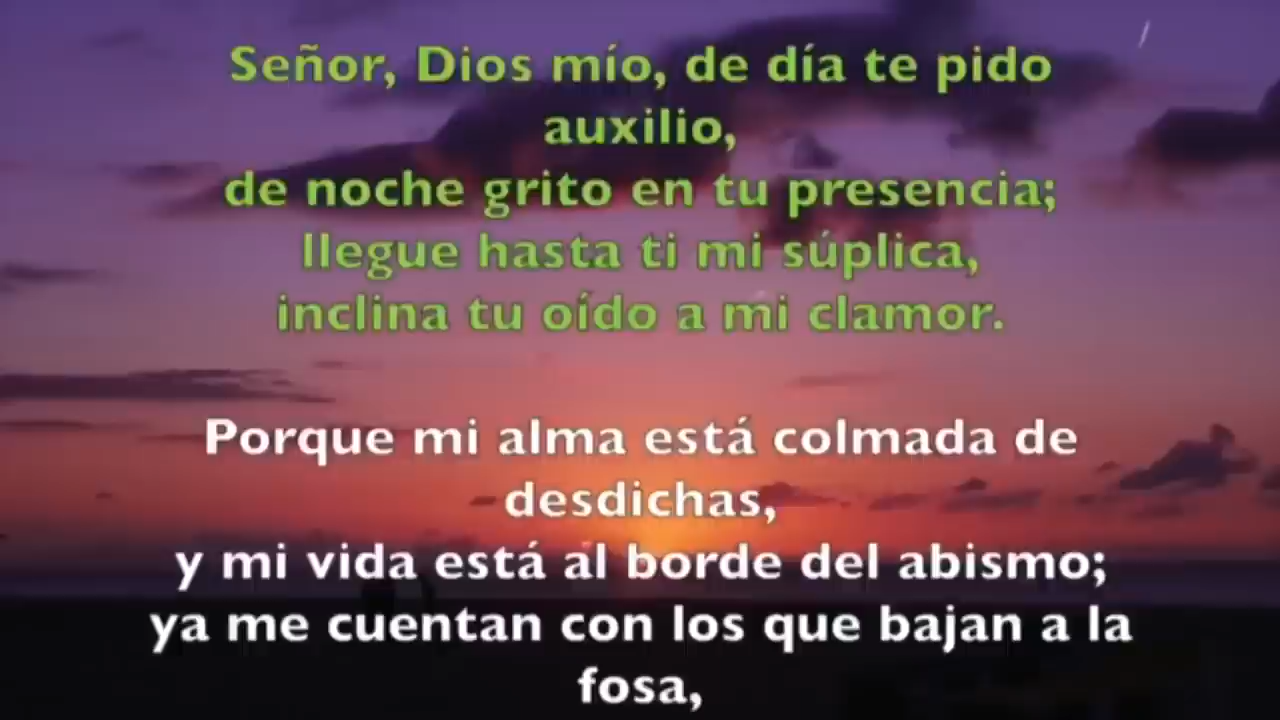 Señor, Dios mío, de día te pido
auxilio,
de noche grito en tu presencia;
llegue hasta ti mi súplica,
inclina tu oído a mi clamor.
Porque mi alma está colmada de
desdichas,
y mi vida está al borde del abismo;
ya me cuentan con los que bajan a la
fosa,